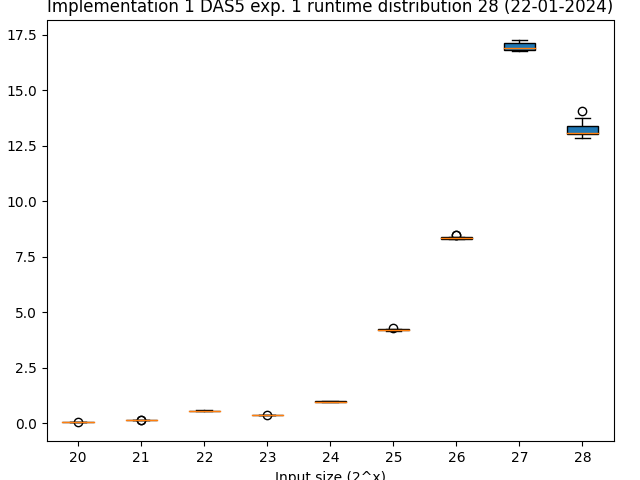 Implementation 1 DAS5 exp. 1 runtime distribution 28 (22-01-2024)
17.5
15.0
12.5
10.0
7.5
5.0
2.5
0.0
20 21 22 23 24 25 26 27 28
Input size (2^x)